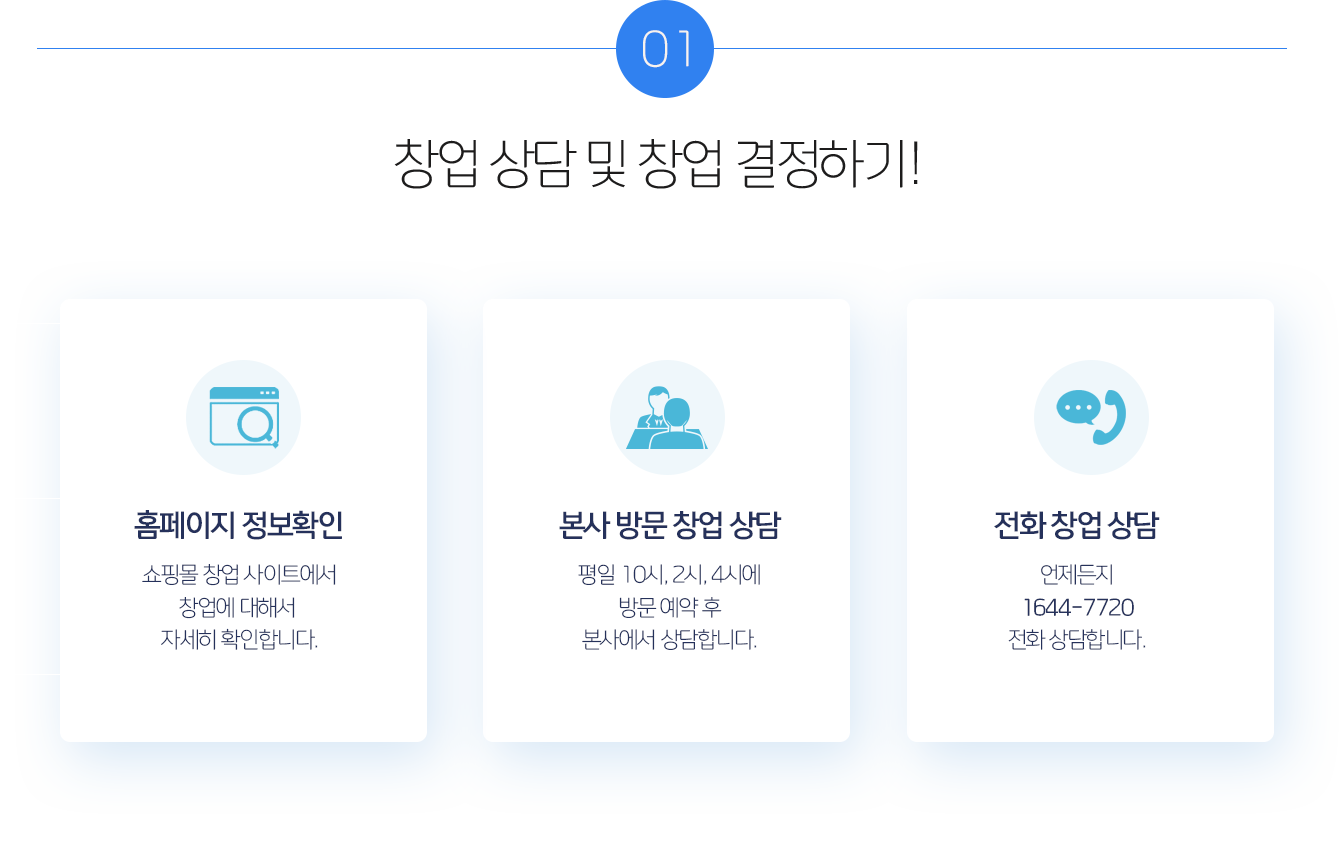 01
창업 상담 및 창업 결정하기!
홈페이지 정보확인
쇼핑몰 창업 사이트에서
창업에 대해서
자세히 확인합니다.
본사 방문 창업 상담
평일 10시, 2시, 4시에
방문 예약 후
본사에서 상담합니다.
전화 창업 상담
언제든지
1644-7720
전화 상담합니다.